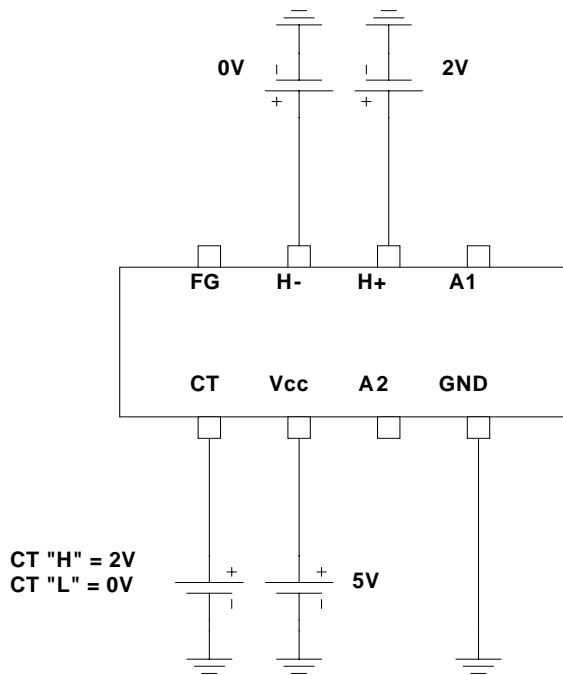 0V
2V
FG H- H+ A1
CT Vcc A2 GND
CT "H" = 2V
CT "L" = 0V
5V